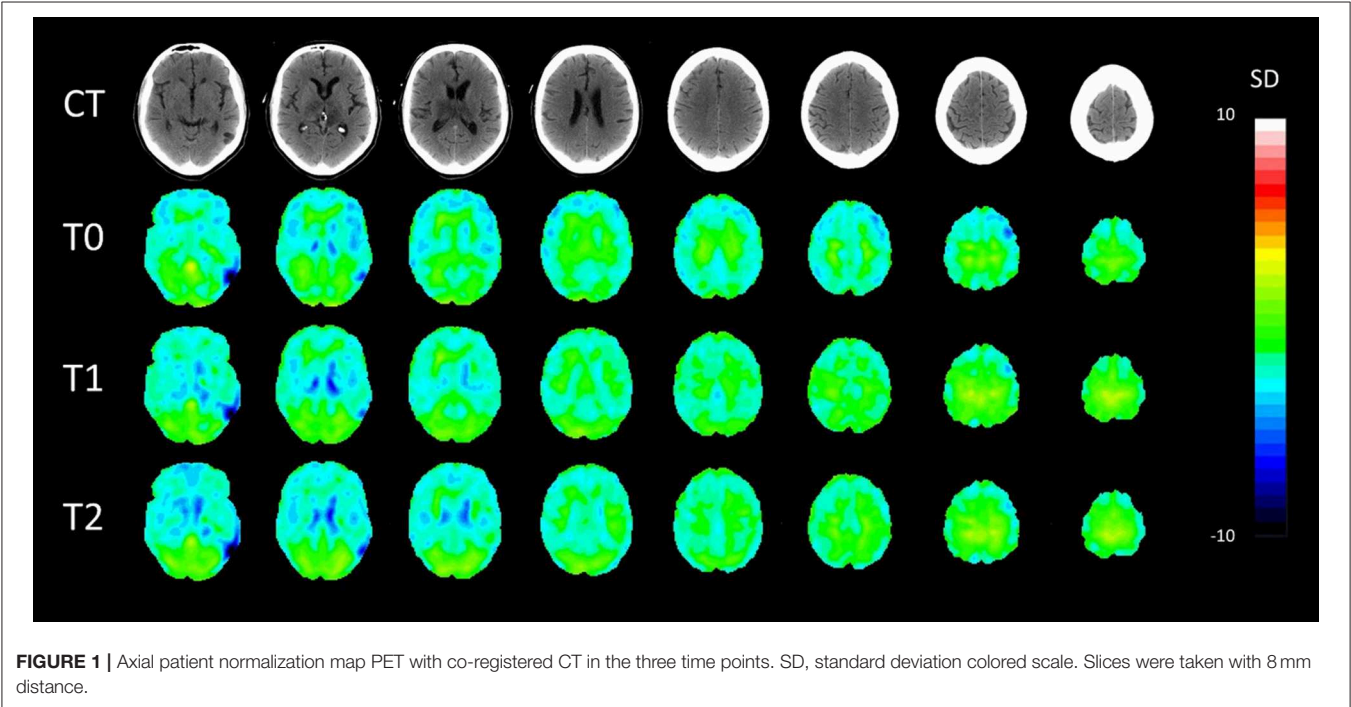 CT
SD
10
T0
T1
T2
-10
FIGURE 1 | Axial patient normalization map PET with co-registered CT in the three time points. SD, standard deviation colored scale. Slices were taken with 8 mm
distance.